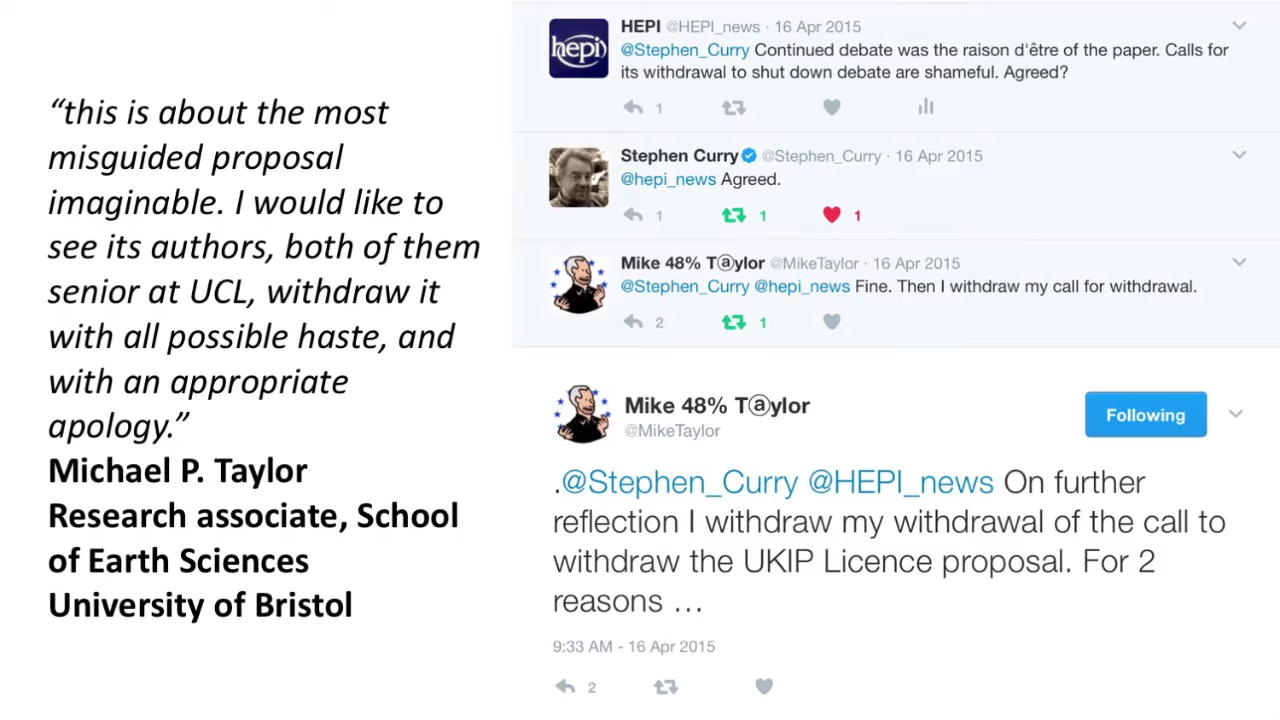 “this is about the most
misguided proposal
imaginable. I would like to
see its authors, both of them
senior at UCL, withdraw it
with all possible haste, and
with an appropriate
apology.”
Michael P. Taylor
Research associate, School
of Earth Sciences
University of Bristol
hepi
HEPI @HEPI_news · 16 Apr 2015
@Stephen_Curry Continued debate was the raison d'être of the paper. Calls for
its withdrawal to shut down debate are shameful. Agreed?
1
Stephen Curry @Stephen_Curry · 16 Apr 2015
@hepi_news Agreed.
1 1 1
Mike 48% Tⓐylor @MikeTaylor · 16 Apr 2015
@Stephen_Curry @hepi_news Fine. Then I withdraw my call for withdrawal.
2 1
Mike 48% Tⓐylor
@MikeTaylor
Following
.@Stephen_Curry @HEPI_news On further
reflection I withdraw my withdrawal of the call to
withdraw the UKIP Licence proposal. For 2
reasons …
9:33 AM - 16 Apr 2015
2